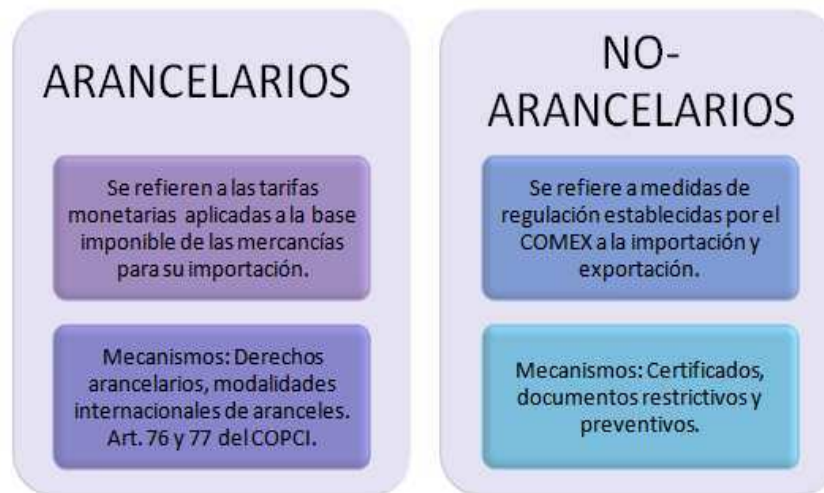 ARANCELARIOS
Se refieren a las tarifas
monetarias aplicadas a la base
imponible de las mercancías
para su importación.
Mecanismos: Derechos
arancelarios, modalidades
internacionales de aranceles.
Art. 76 y 77 del COPCI.
NO-
ARANCELARIOS
Se refiere a medidas de
regulación establecidas por el
COMEX a la importación y
exportación.
Mecanismos: Certificados,
documentos restrictivos y
preventivos.